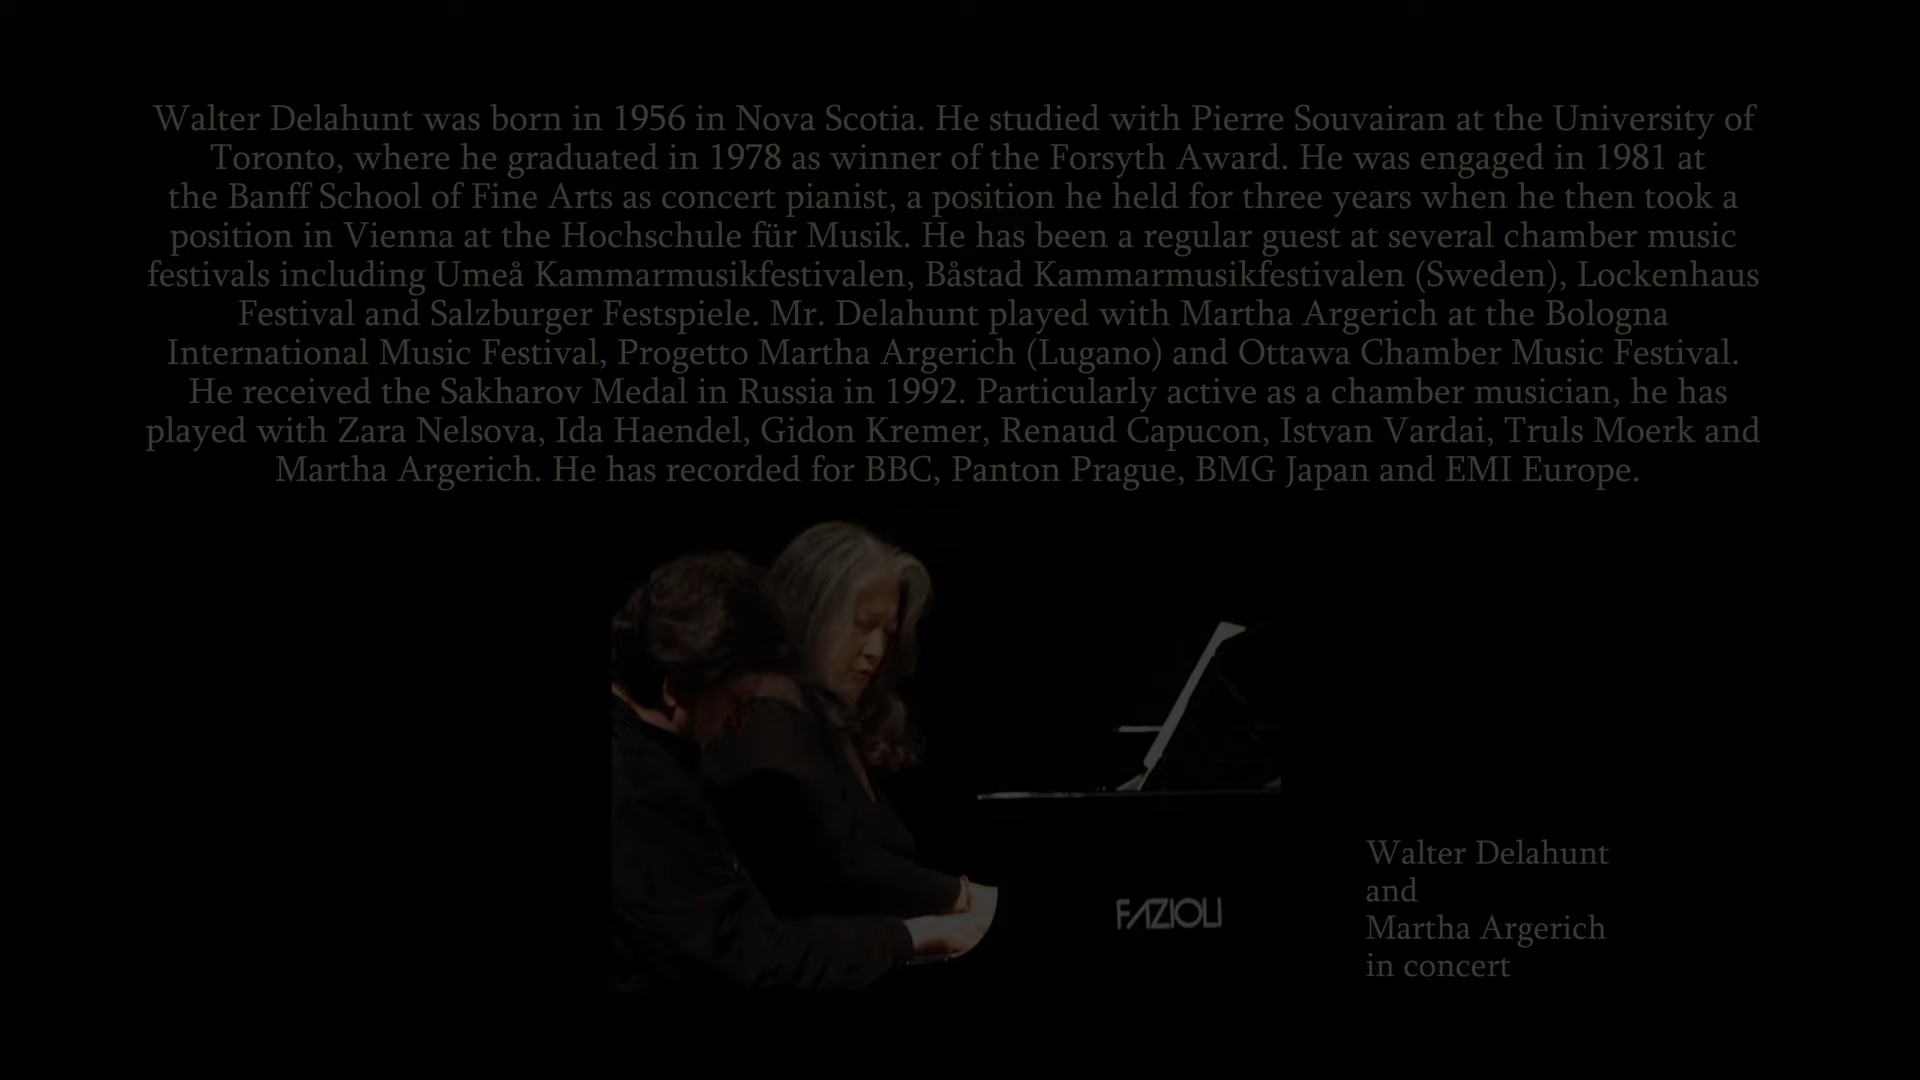 Walter Delahunt was born in 1956 in Nova Scotia. He studied with Pierre Souvairan at the University of
Toronto, where he graduated in 1978 as winner of the Forsyth Award. He was engaged in 1981 at
the Banff School of Fine Arts as concert pianist, a position he held for three years when he then took a
position in Vienna at the Hochschule für Musik. He has been a regular guest at several chamber music
festivals including Umeå Kammarmusikfestivalen, Båstad Kammarmusikfestivalen (Sweden), Lockenhaus
Festival and Salzburger Festspiele. Mr. Delahunt played with Martha Argerich at the Bologna
International Music Festival, Progetto Martha Argerich (Lugano) and Ottawa Chamber Music Festival.
He received the Sakharov Medal in Russia in 1992. Particularly active as a chamber musician, he has
played with Zara Nelsova, Ida Haendel, Gidon Kremer, Renaud Capucon, Istvan Vardai, Truls Moerk and
Martha Argerich. He has recorded for BBC, Panton Prague, BMG Japan and EMI Europe.
FAZIOLI
Walter Delahunt
and
Martha Argerich
in concert